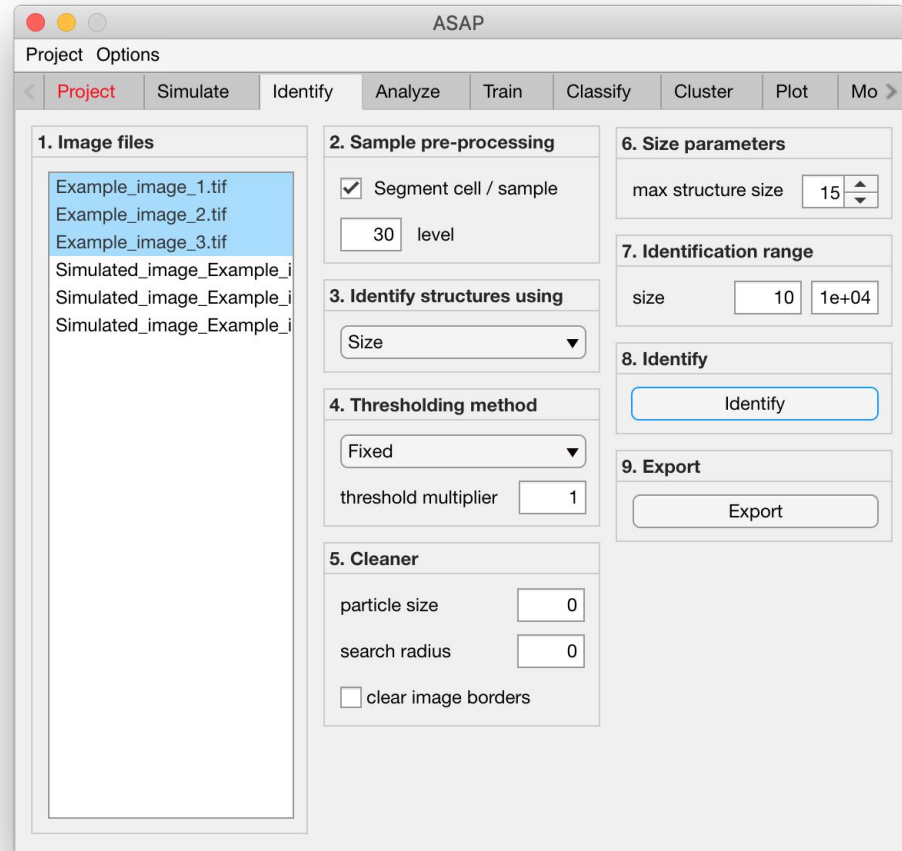 ASAP
Project Options
Project Simulate Identify Analyze Train Classify Cluster Plot Mo
1. Image files
Example_image_1.tif
Example_image_2.tif
Example_image_3.tif
Simulated_image_Example_i
Simulated_image_Example_i
Simulated_image_Example_i
2. Sample pre-processing
Segment cell / sample
30 level
3. Identify structures using
Size
4. Thresholding method
Fixed
threshold multiplier 1
5. Cleaner
particle size 0
search radius 0
clear image borders
6. Size parameters
max structure size 15
7. Identification range
size 10 1e+04
8. Identify
Identify
9. Export
Export